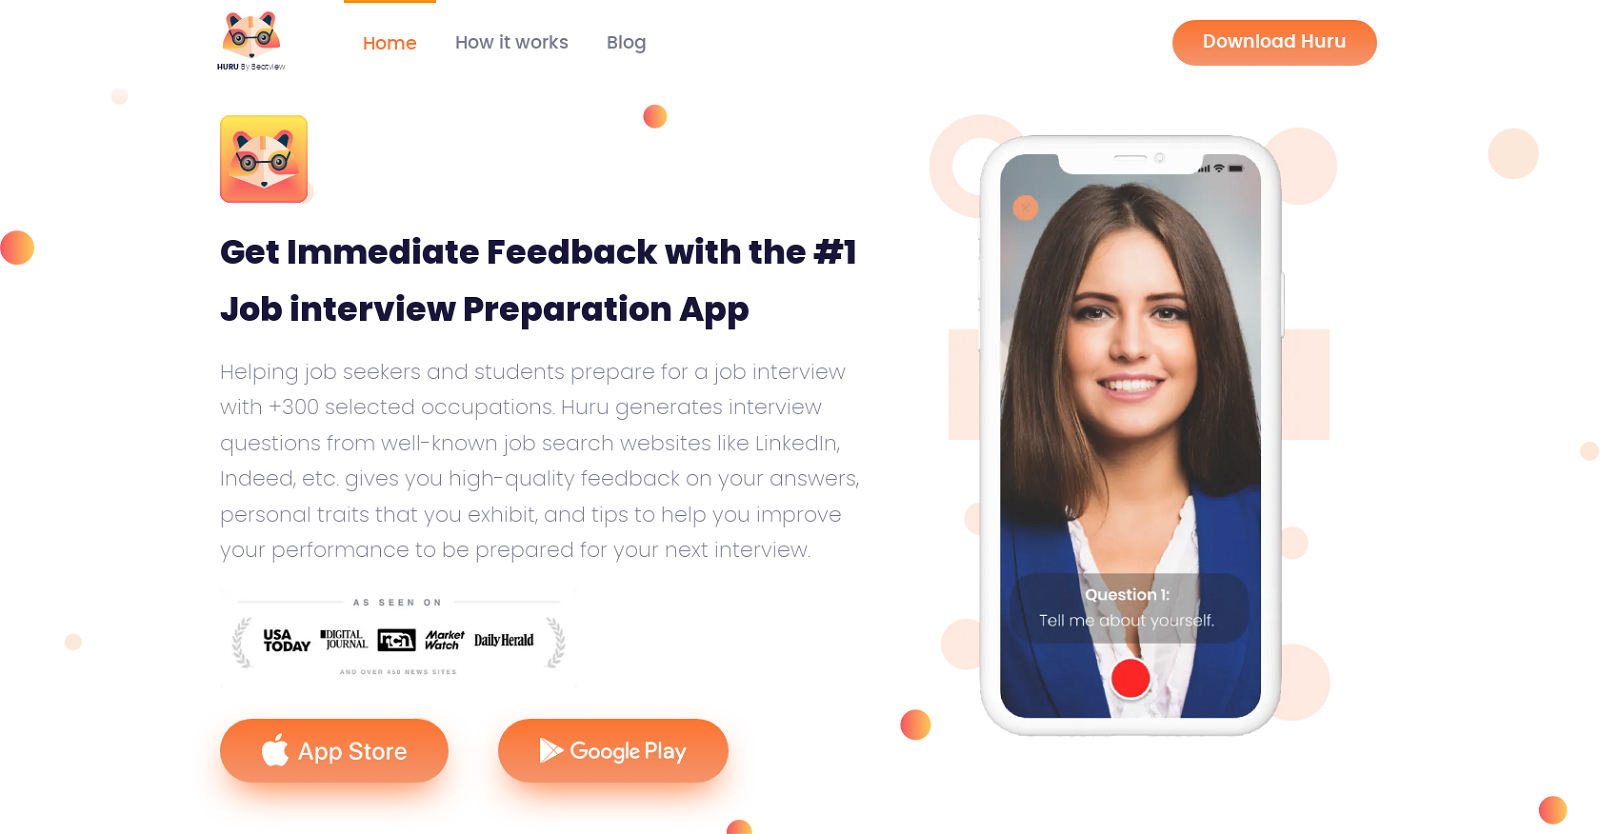 HURU By Beatview
Home
How it works
Blog
Download Huru
Get Immediate Feedback with the #1
Job interview Preparation App
Helping job seekers and students prepare for a job interview
with +300 selected occupations. Huru generates interview
questions from well-known job search websites like LinkedIn,
Indeed, etc. gives you high-quality feedback on your answers,
personal traits that you exhibit, and tips to help you improve
your performance to be prepared for your next interview.
AS SEEN ON
USA TODAY
DIGITAL JOURNAL
rcn
Market Watch
Daily Herald
AND OVER 450 NEWS SITES
App Store
Google Play
Question 1:
Tell me about yourself.